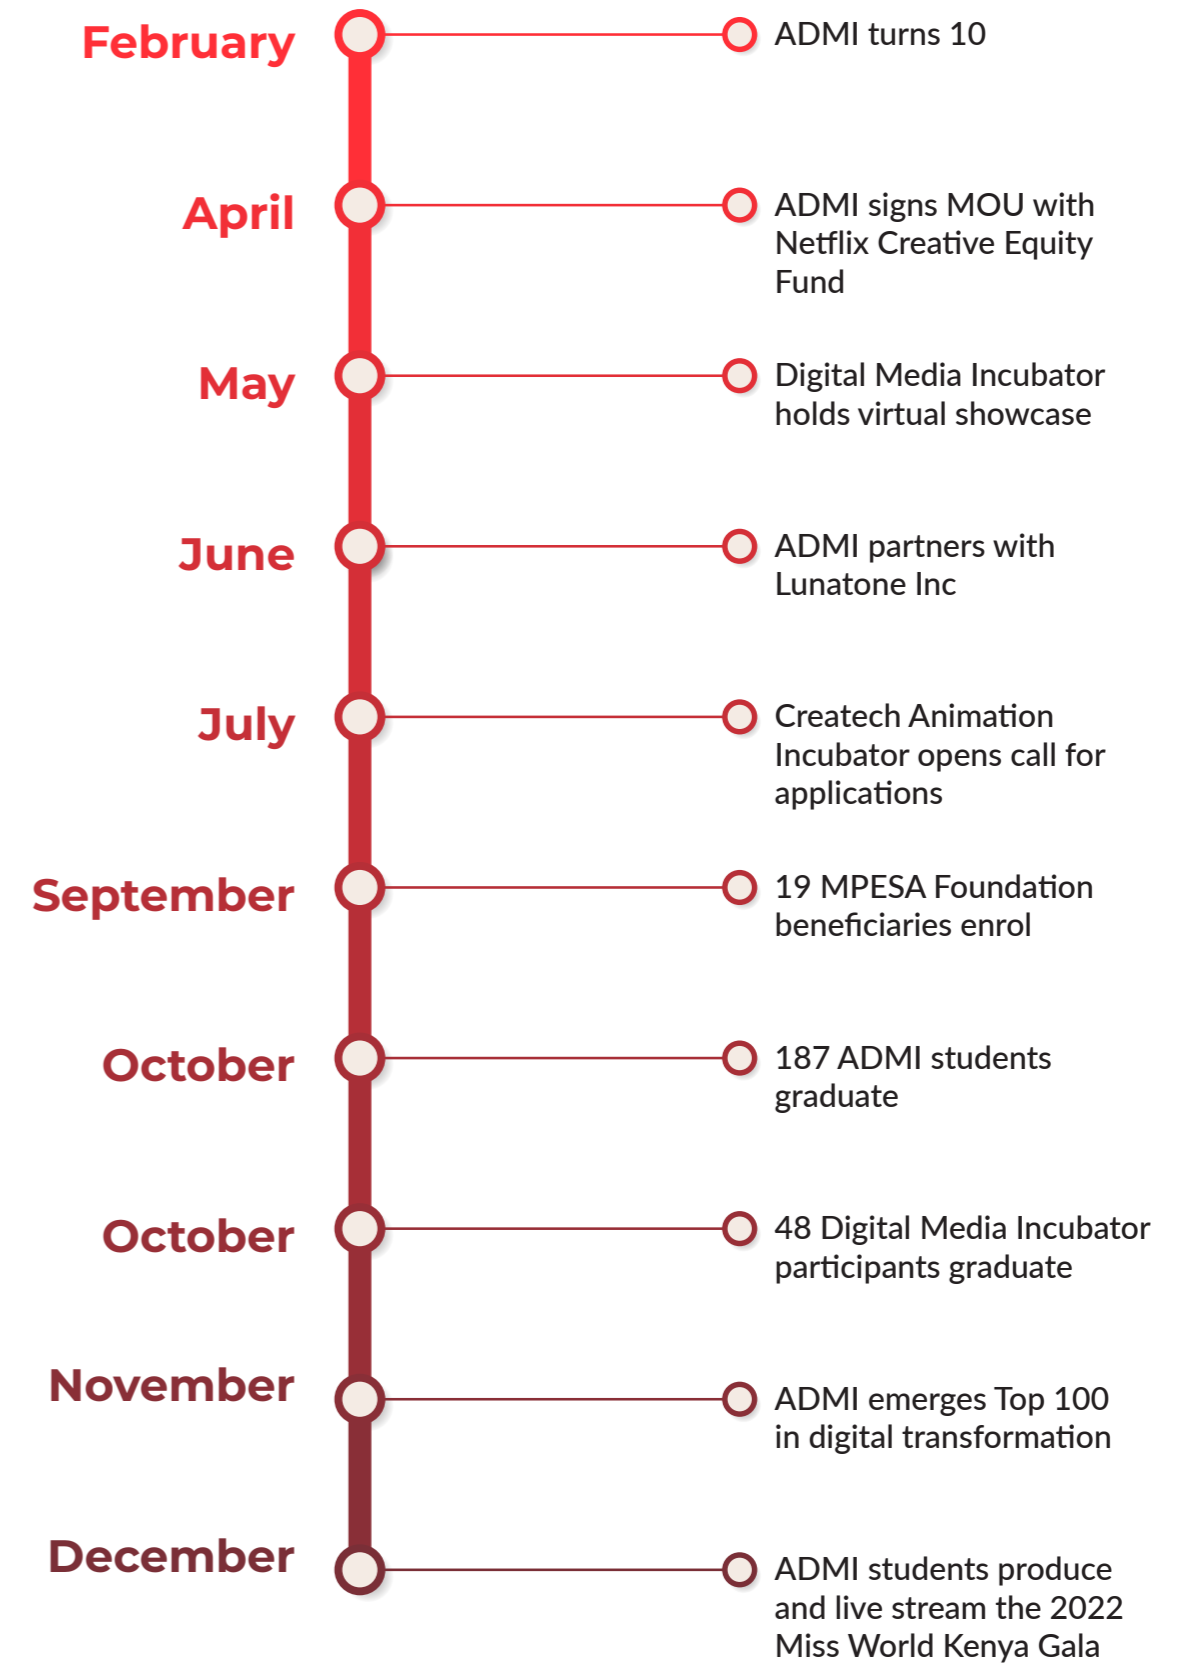 February
ADMI turns 10
April
ADMI signs MOU with
Netflix Creative Equity
Fund
May
Digital Media Incubator
holds virtual showcase
June
ADMI partners with
Lunatone Inc
July
Createch Animation
Incubator opens call for
applications
September
19 MPESA Foundation
beneficiaries enrol
October
187 ADMI students
graduate
October
48 Digital Media Incubator
participants graduate
November
ADMI emerges Top 100
in digital transformation
December
ADMI students produce
and live stream the 2022
Miss World Kenya Gala